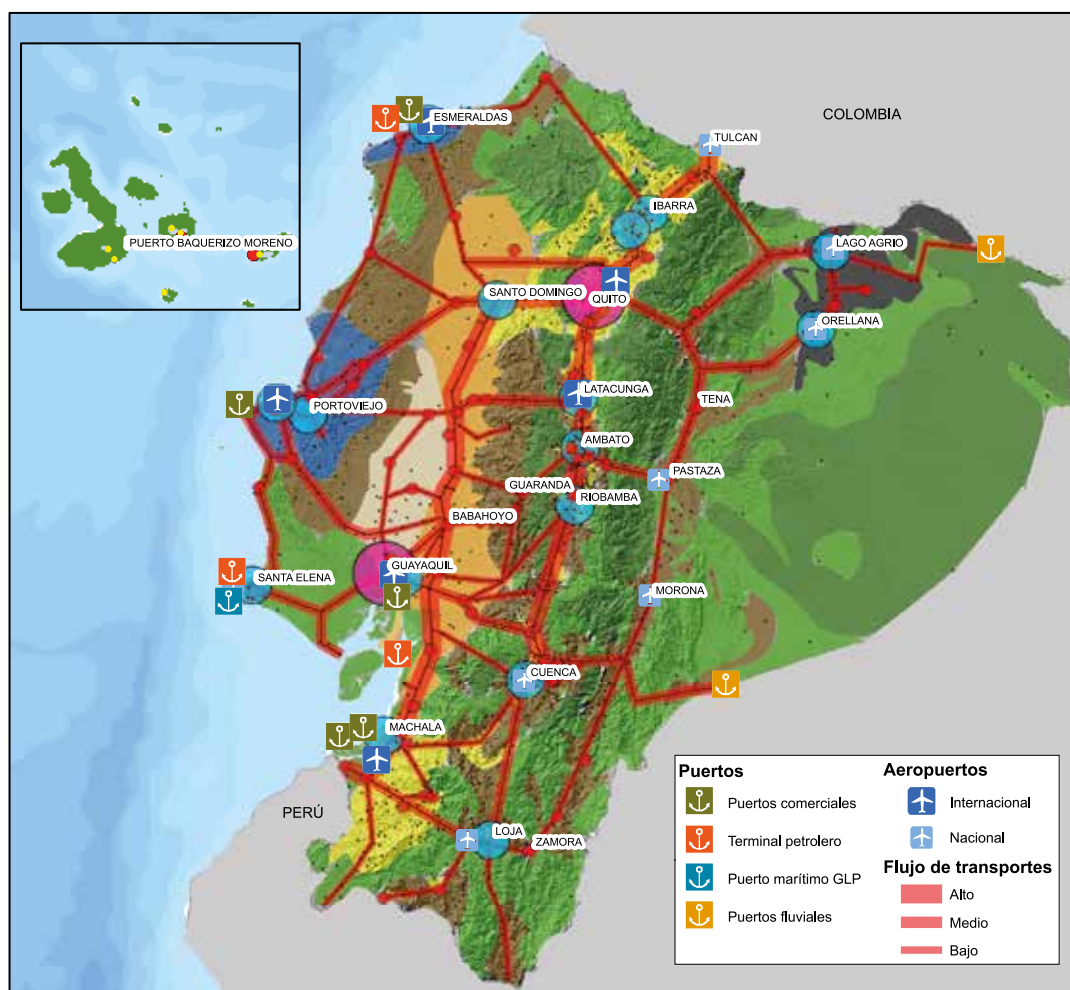 COLOMBIA
ESMERALDAS
TULCAN
IBARRA
PUERTO BAQUERIZO MORENO
LAGO AGRIO
SANTO DOMINGO
QUITO
ORELLANA
LATACUNGA
TENA
PORTOVIEJO
AMBATO
PASTAZA
GUARANDA
RIOBAMBA
BABAHOYO
GUAYAQUIL
SANTA ELENA
MORONA
CUENCA
MACHALA
PERÚ
LOJA
ZAMORA
Puertos
Puertos comerciales
Terminal petrolero
Puerto marítimo GLP
Puertos fluviales
Aeropuertos
Internacional
Nacional
Flujo de transportes
Alto
Medio
Bajo